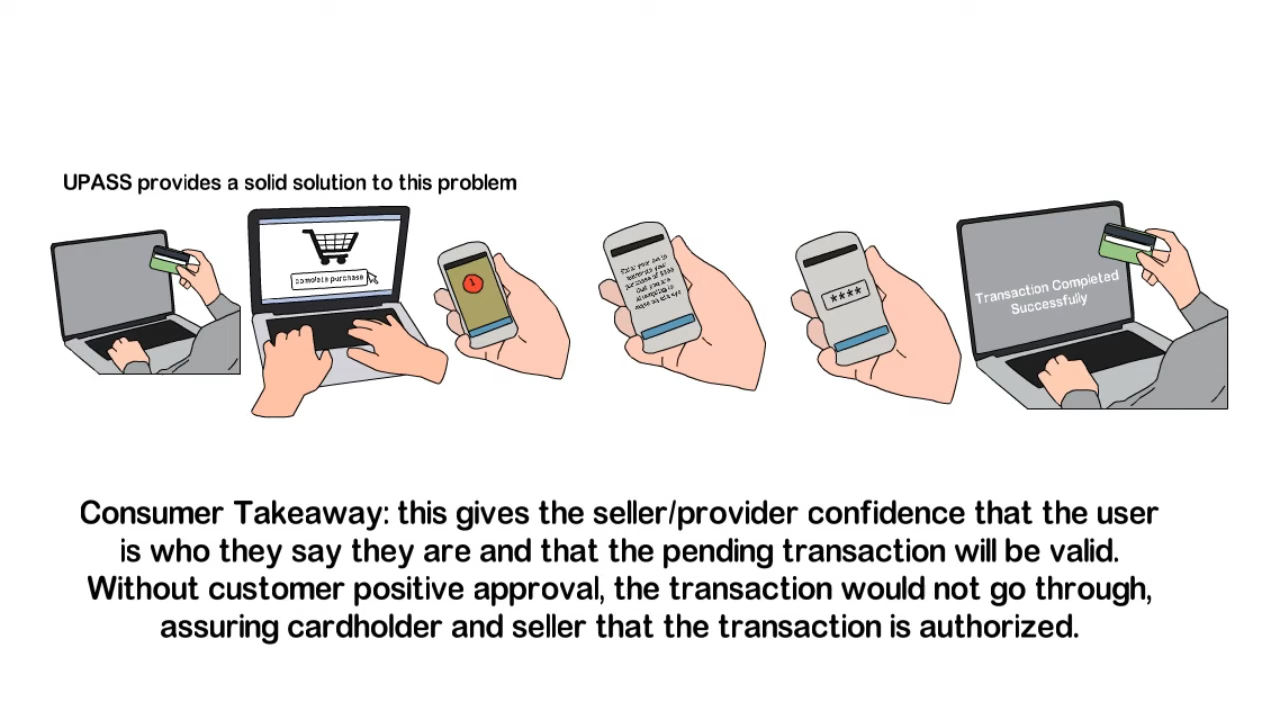 UPASS provides a solid solution to this problem
complete purchase
1
****
Transaction Completed
Successfully
Consumer Takeaway: this gives the seller/provider confidence that the user
is who they say they are and that the pending transaction will be valid.
Without customer positive approval, the transaction would not go through,
assuring cardholder and seller that the transaction is authorized.